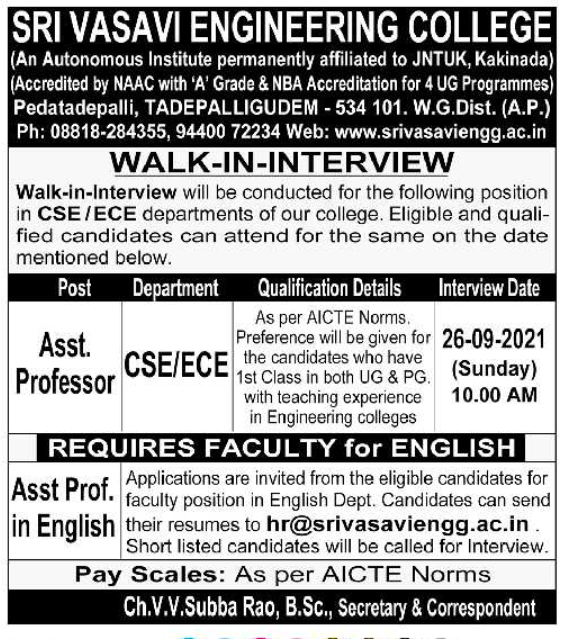 SRI VASAVI ENGINEERING COLLEGE
(An Autonomous Institute permanently affiliated to JNTUK, Kakinada)
(Accredited by NAAC with 'A' Grade & NBA Accreditation for 4 UG Programmes)
Pedatadepalli, TADEPALLIGUDEM - 534 101. W.G.Dist. (A.P.)
Ph: 08818-284355, 94400 72234 Web: www.srivasaviengg.ac.in
WALK-IN-INTERVIEW
Walk-in-Interview will be conducted for the following position
in CSE/ECE departments of our college. Eligible and quali-
fied candidates can attend for the same on the date
mentioned below.
Post Department Qualification Details Interview Date
Asst.
Professor
CSE/ECE
As per AICTE Norms.
Preference will be given for
the candidates who have
1st Class in both UG & PG.
with teaching experience
in Engineering colleges
26-09-2021
(Sunday)
10.00 AM
REQUIRES FACULTY for ENGLISH
Asst Prof.
in English
Applications are invited from the eligible candidates for
faculty position in English Dept. Candidates can send
their resumes to hr@srivasaviengg.ac.in .
Short listed candidates will be called for Interview.
Pay Scales: As per AICTE Norms
Ch.V.V.Subba Rao, B.Sc., Secretary & Correspondent